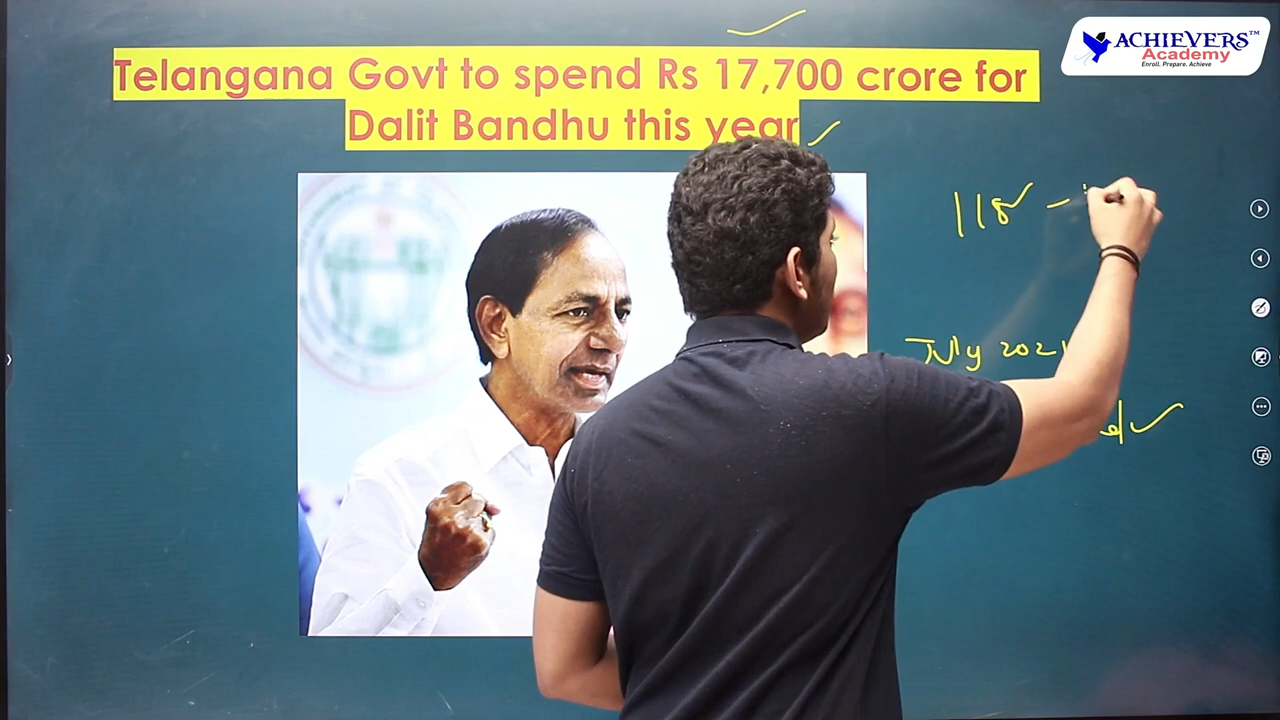 ACHIEVERS™
Academy
Enroll. Prepare. Achieve
Telangana Govt to spend Rs 17,700 crore for
Dalit Bandhu this year
118 -
July 2021